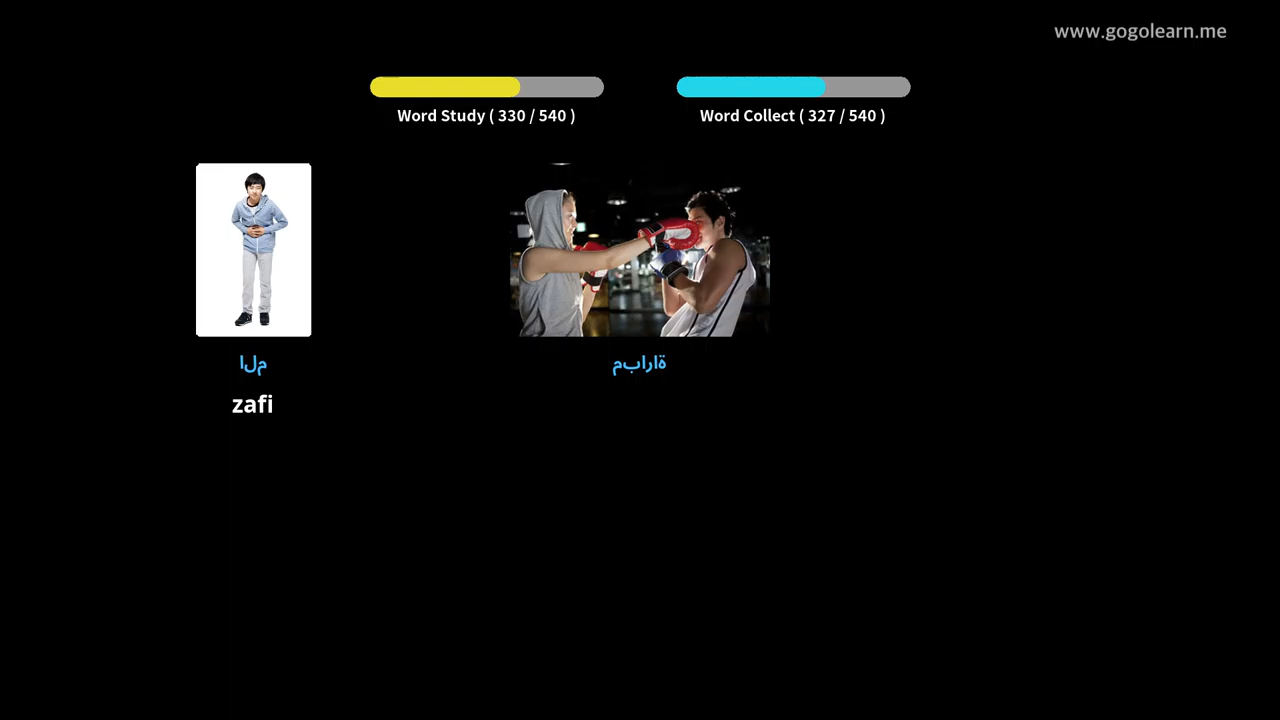 www.gogolearn.me
Word Study ( 330 / 540 )
Word Collect ( 327 / 540 )
الم
مباراة
zafi